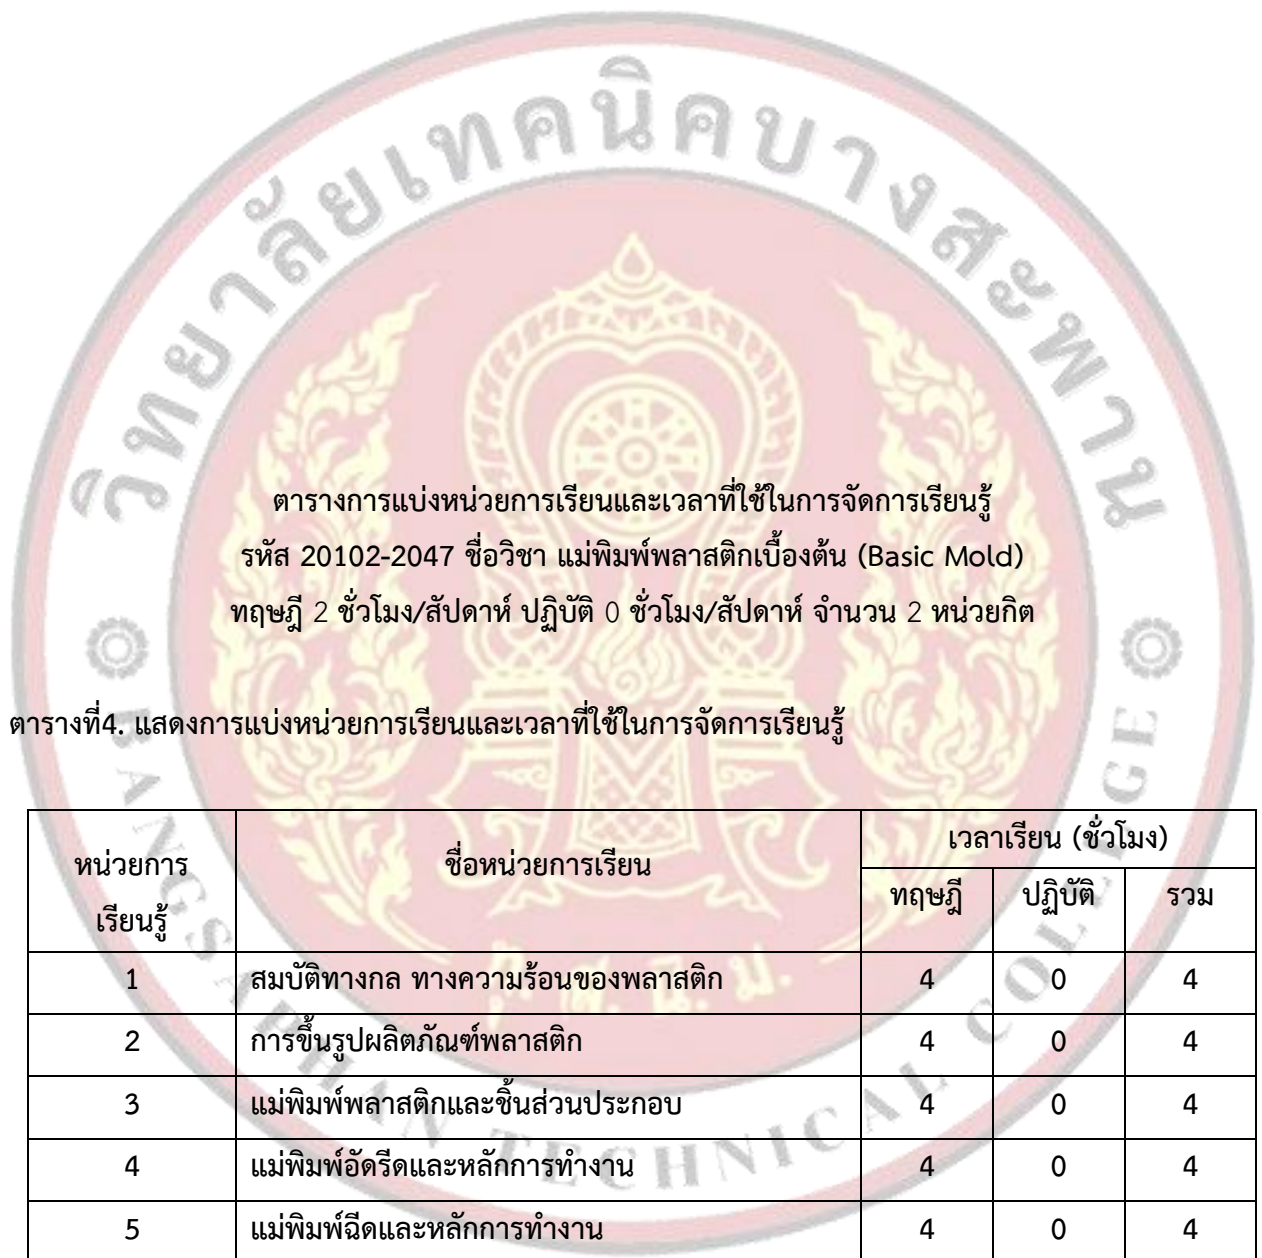 วิทยาลัยเทคนิคบางสะพาน
ตารางการแบ่งหน่วยการเรียนและเวลาที่ใช้ในการจัดการเรียนรู้
รหัส 20102-2047 ชื่อวิชา แม่พิมพ์พลาสติกเบื้องต้น (Basic Mold)
ทฤษฎี 2 ชั่วโมง/สัปดาห์ ปฏิบัติ 0 ชั่วโมง/สัปดาห์ จำนวน 2 หน่วยกิต
ตารางที่4. แสดงการแบ่งหน่วยการเรียนและเวลาที่ใช้ในการจัดการเรียนรู้
หน่วยการ
เรียนรู้
ชื่อหน่วยการเรียน
เวลาเรียน (ชั่วโมง)
ทฤษฎี ปฏิบัติ รวม
1 สมบัติทางกล ทางความร้อนของพลาสติก 4 0 4
2 การขึ้นรูปผลิตภัณฑ์พลาสติก 4 0 4
3 แม่พิมพ์พลาสติกและชิ้นส่วนประกอบ 4 0 4
4 แม่พิมพ์อัดรีดและหลักการทำงาน 4 0 4
5 แม่พิมพ์ฉีดและหลักการทำงาน 4 0 4
BANGSAPHAN TECHNICAL COLLEGE